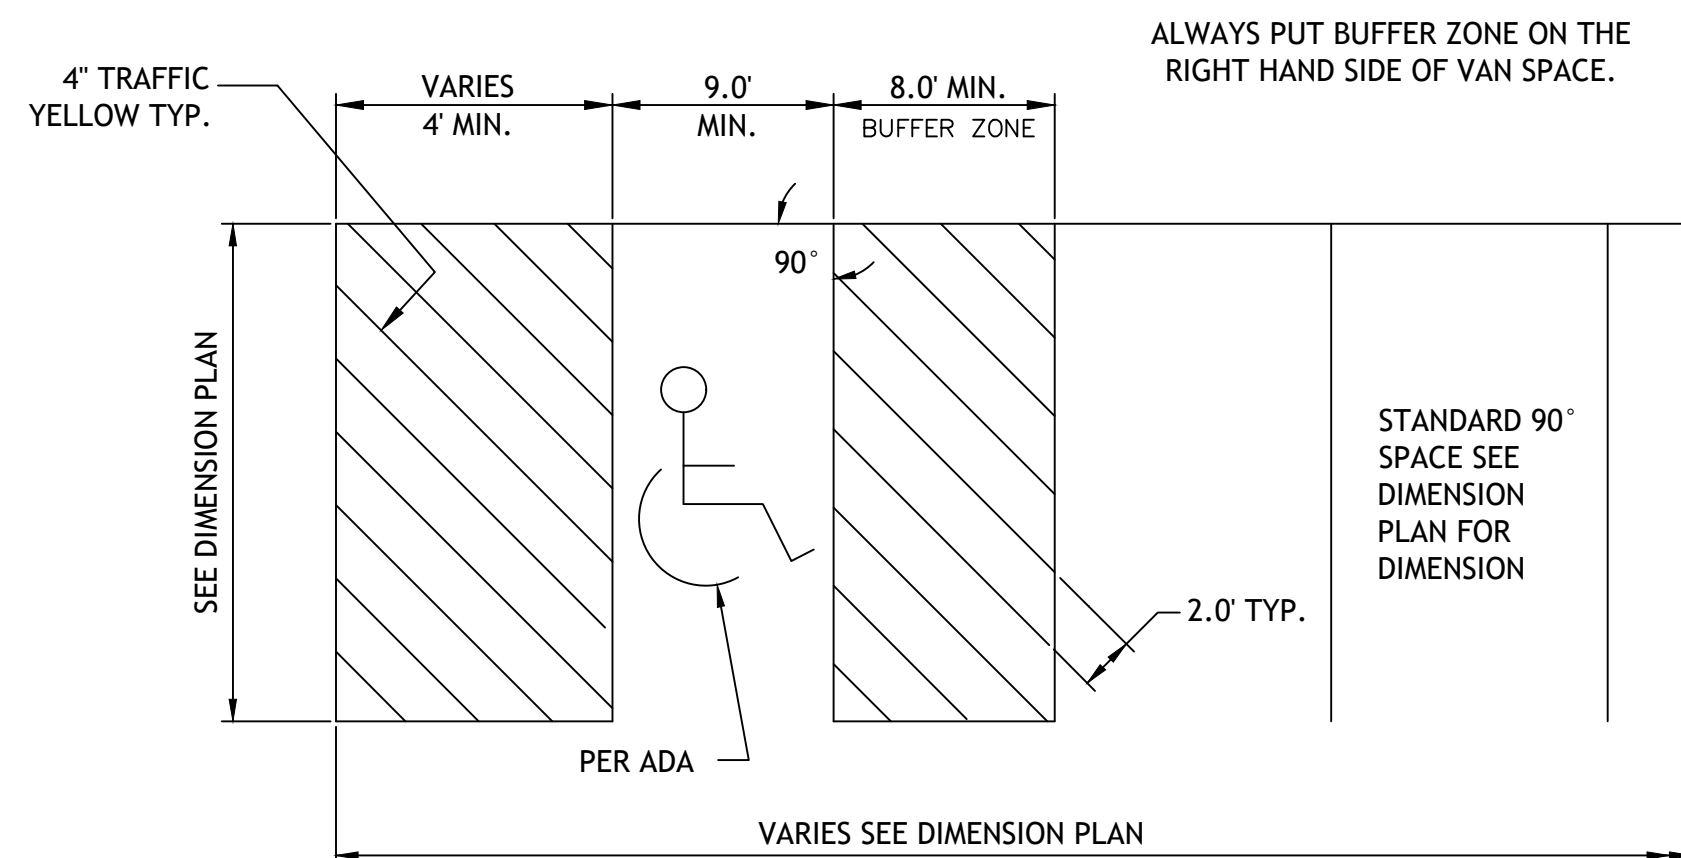 ALWAYS PUT BUFFER ZONE ON THE
RIGHT HAND SIDE OF VAN SPACE.
4" TRAFFIC
YELLOW TYP.
VARIES
4' MIN.
9.0'
MIN.
8.0' MIN.
BUFFER ZONE
90°
SEE DIMENSION PLAN
STANDARD 90°
SPACE SEE
DIMENSION
PLAN FOR
DIMENSION
2.0' TYP.
PER ADA
VARIES SEE DIMENSION PLAN